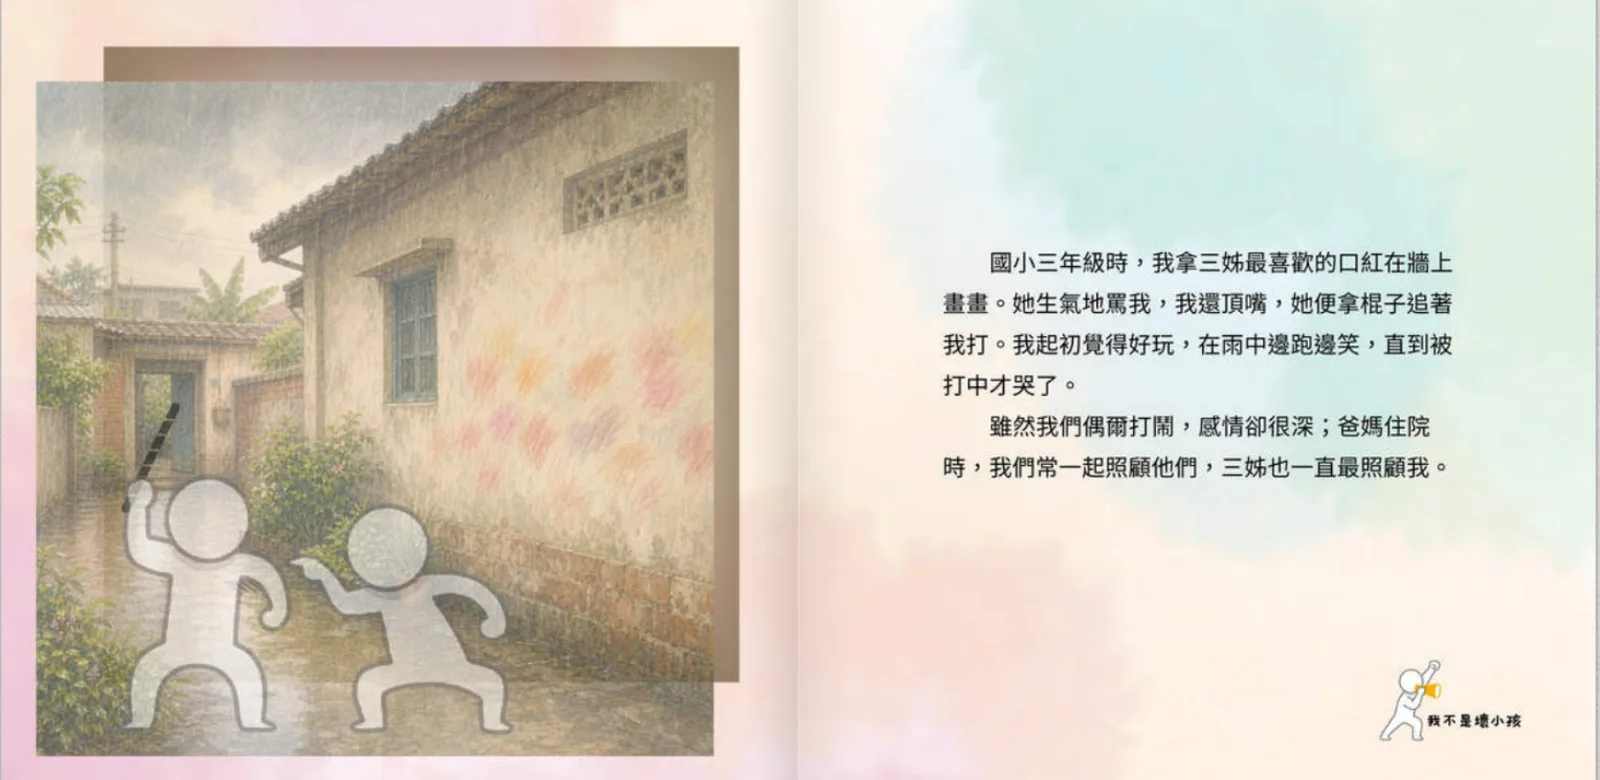 國小三年級時，我拿三姊最喜歡的口紅在牆上
畫畫。她生氣地罵我，我還頂嘴，她便拿棍子追著
我打。我起初覺得好玩，在雨中邊跑邊笑，直到被
打中才哭了。
雖然我們偶爾打鬧，感情卻很深；爸媽住院
時，我們常一起照顧他們，三姊也一直最照顧我。
我不是壞小孩